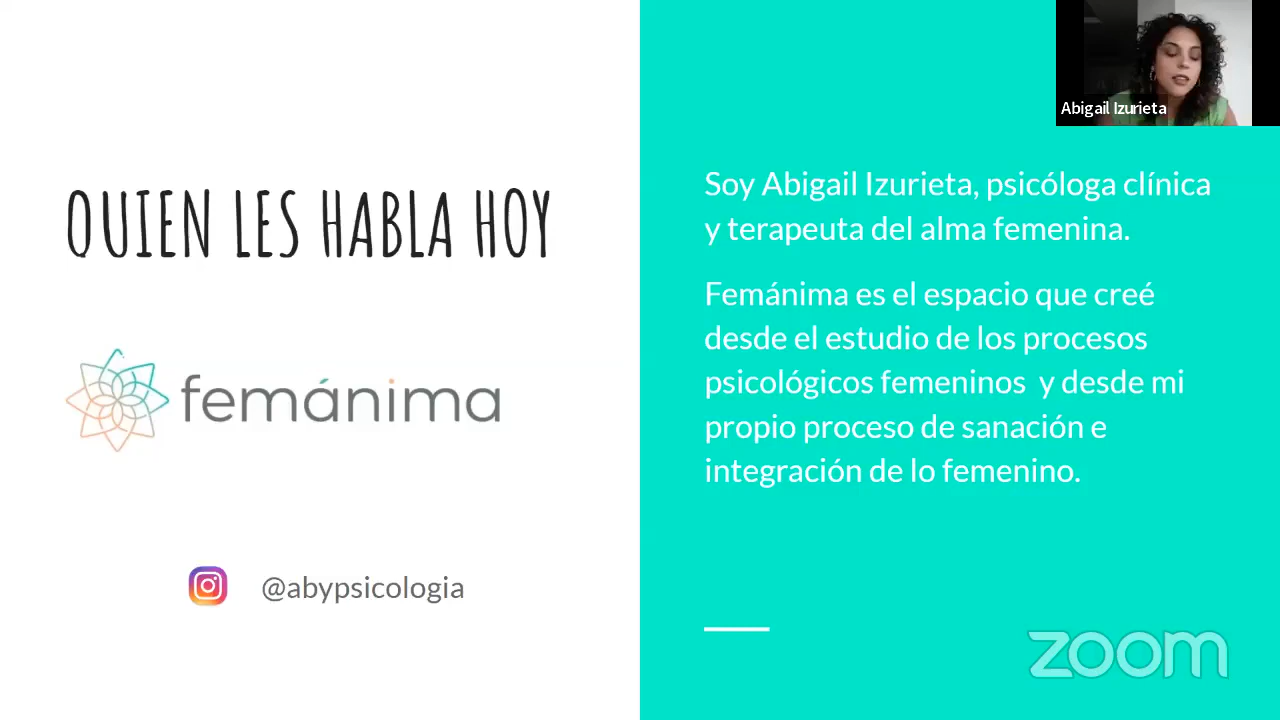 QUIEN LES HABLA HOY
femánima
@abypsicologia
Abigail Izurieta
Soy Abigail Izurieta, psicóloga clínica
y terapeuta del alma femenina.
Femánima es el espacio que creé
desde el estudio de los procesos
psicológicos femeninos y desde mi
propio proceso de sanación e
integración de lo femenino.
zoom